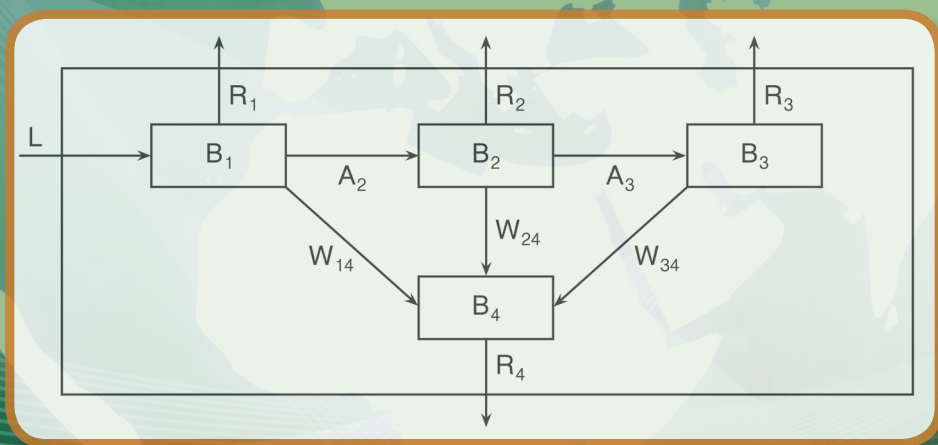 R₁
R₂
R₃
L
B₁
B₂
B₃
A₂
A₃
W₁₄
W₂₄
W₃₄
B₄
R₄